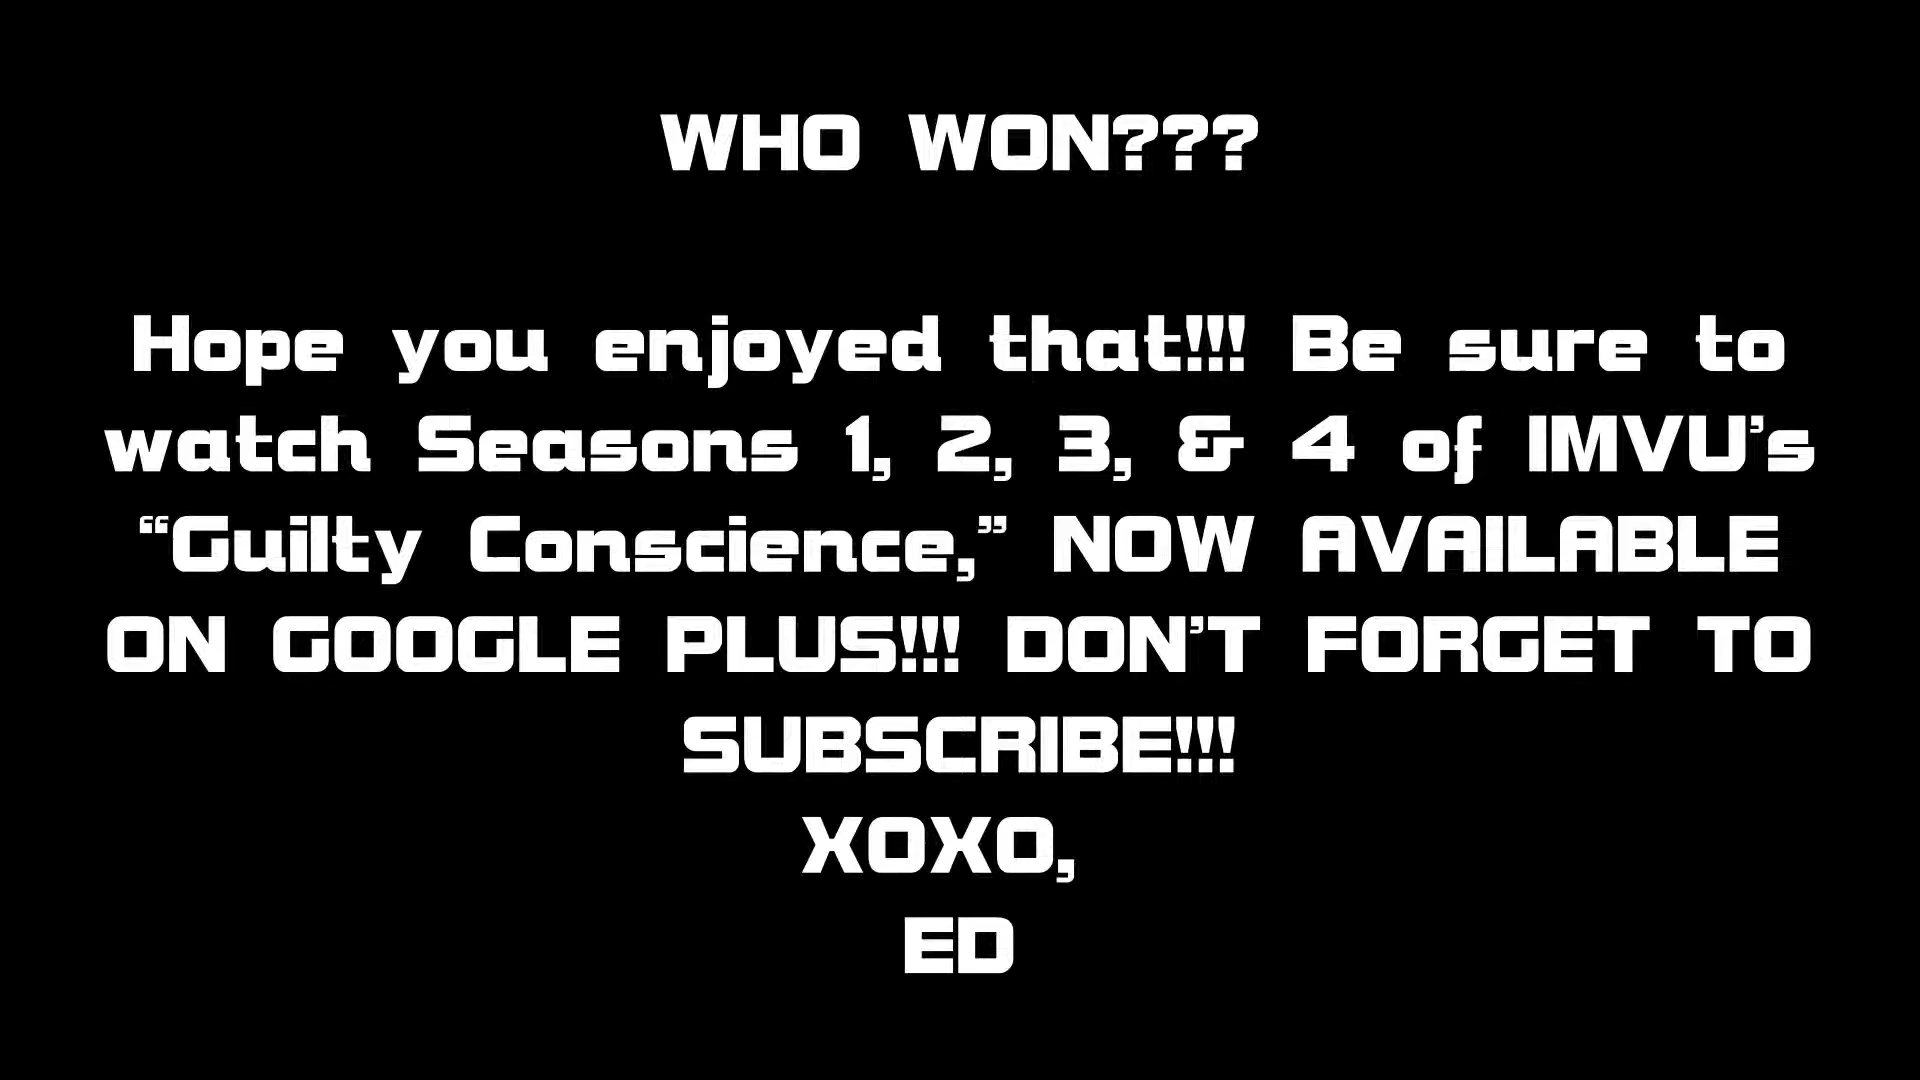 WHO WON???
Hope you enjoyed that!!! Be sure to
watch Seasons 1, 2, 3, & 4 of IMVU's
“Guilty Conscience,” NOW AVAILABLE
ON GOOGLE PLUS!!! DON'T FORGET TO
SUBSCRIBE!!!
XOXO,
ED